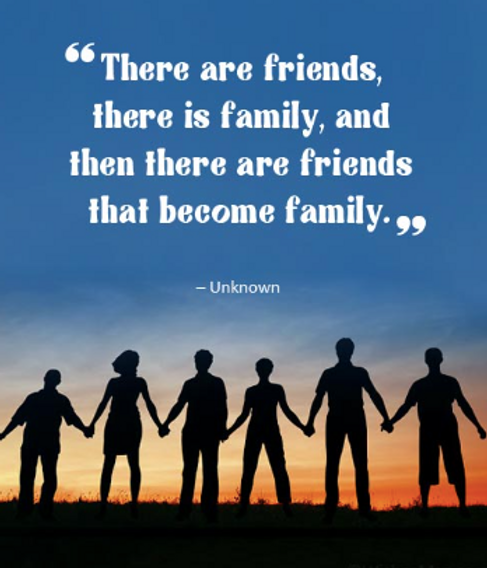 “There are friends,
there is family, and
then there are friends
that become family.”
– Unknown